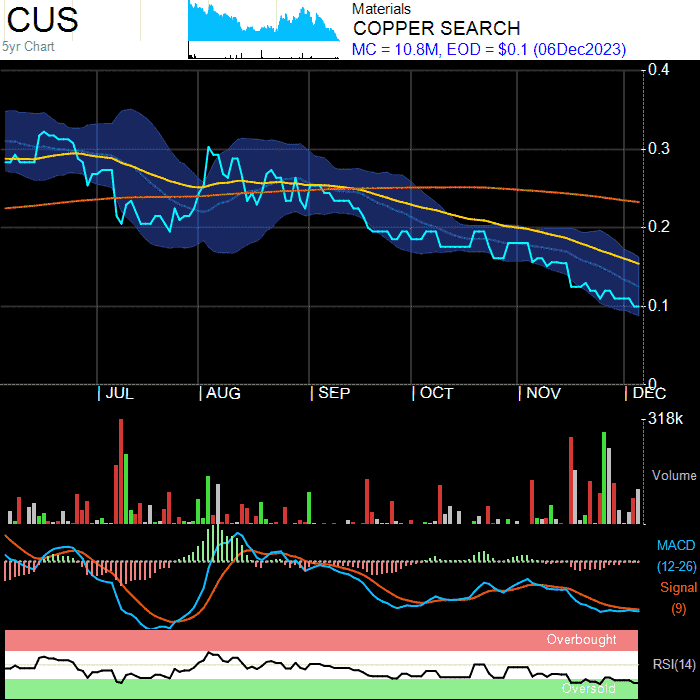 CUS
5yr Chart
Materials
COPPER SEARCH
MC = 10.8M, EOD = $0.1 (06Dec2023)
0.4
0.3
0.2
0.1
0
JUL
AUG
SEP
OCT
NOV
DEC
318k
Volume
MACD
(12-26)
Signal
(9)
Overbought
RSI(14)
Oversold